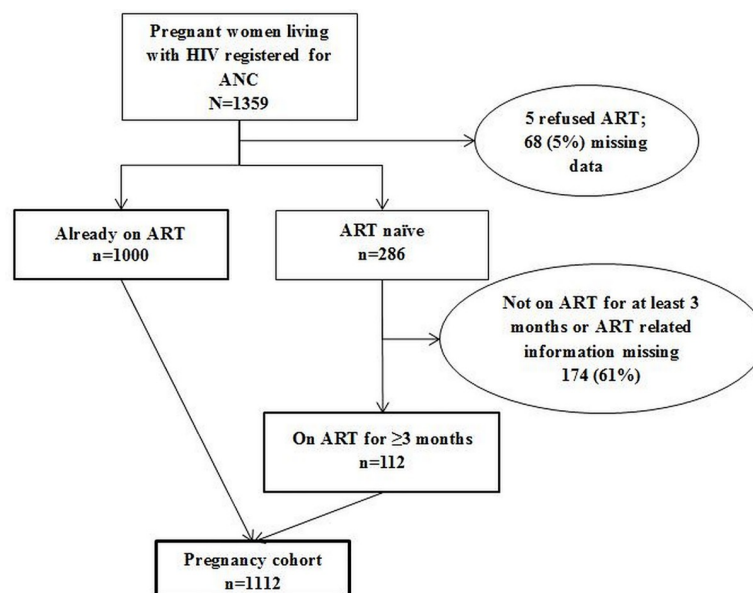 Pregnant women living
with HIV registered for
ANC
N=1359
5 refused ART;
68 (5%) missing
data
Already on ART
n=1000
ART naïve
n=286
Not on ART for at least 3
months or ART related
information missing
174 (61%)
On ART for ≥3 months
n=112
Pregnancy cohort
n=1112